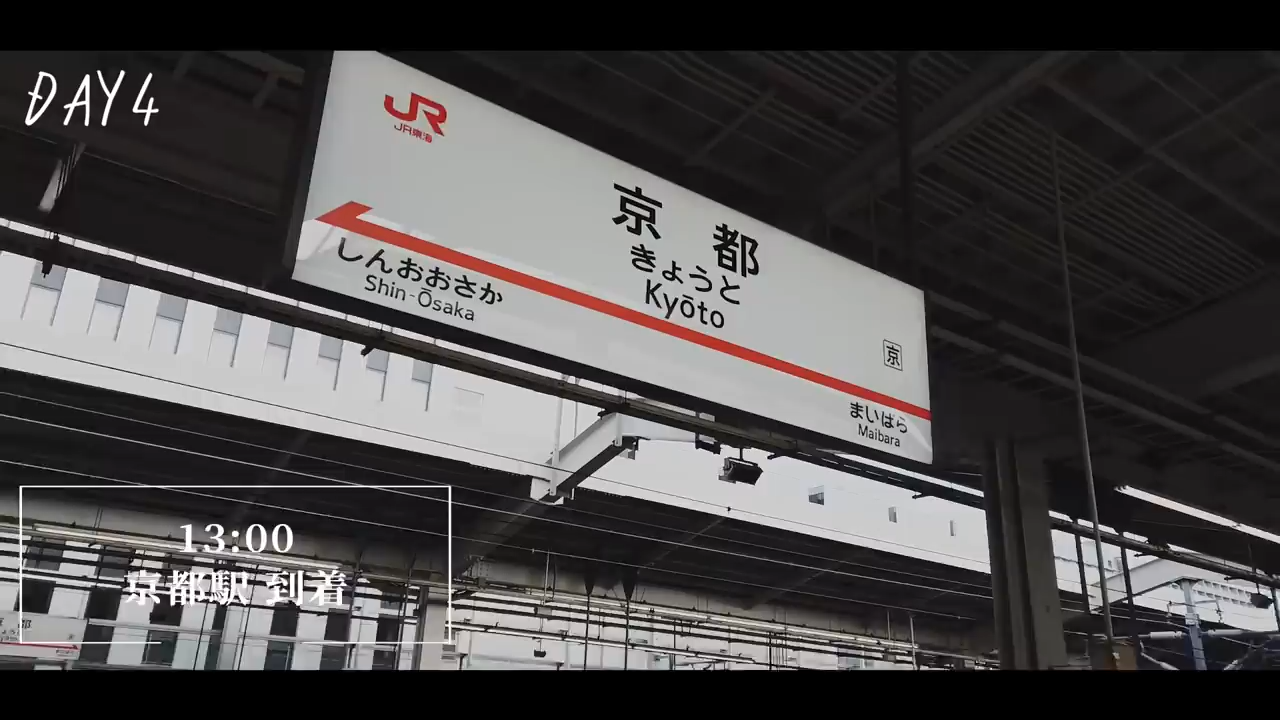 DAY4
JR
JR東海
京都
きょうと
Kyōto
しんおおさか
Shin-Ōsaka
京
まいばら
Maibara
13:00
京都駅 到着